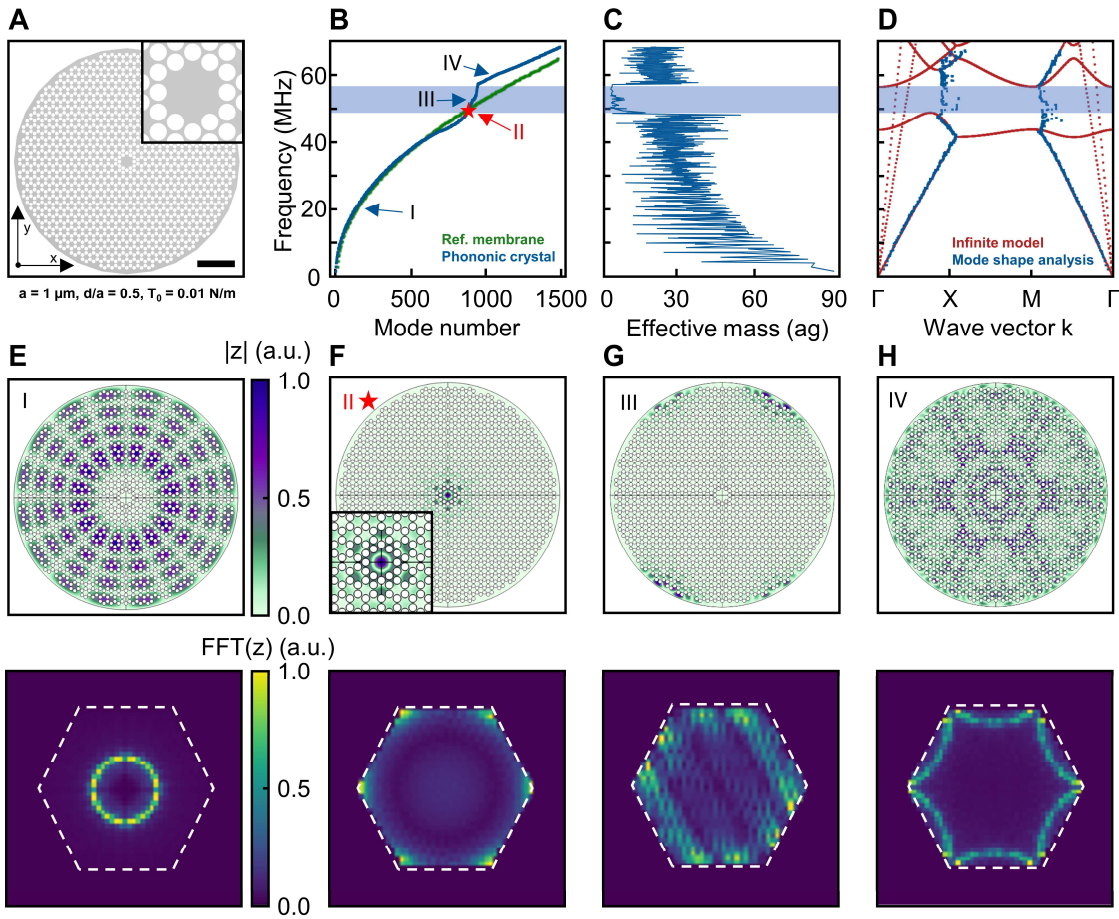 A
y
x
a = 1 µm, d/a = 0.5, T₀ = 0.01 N/m
B
Frequency (MHz)
60
40
20
0
IV
III
II
I
Ref. membrane
Phononic crystal
0
500
1000
1500
Mode number
C
0
30
60
90
Effective mass (ag)
D
Infinite model
Mode shape analysis
Γ
X
M
Γ
Wave vector k
E
|z| (a.u.)
I
1.0
0.5
0.0
F
II
G
III
H
IV
FFT(z) (a.u.)
1.0
0.5
0.0